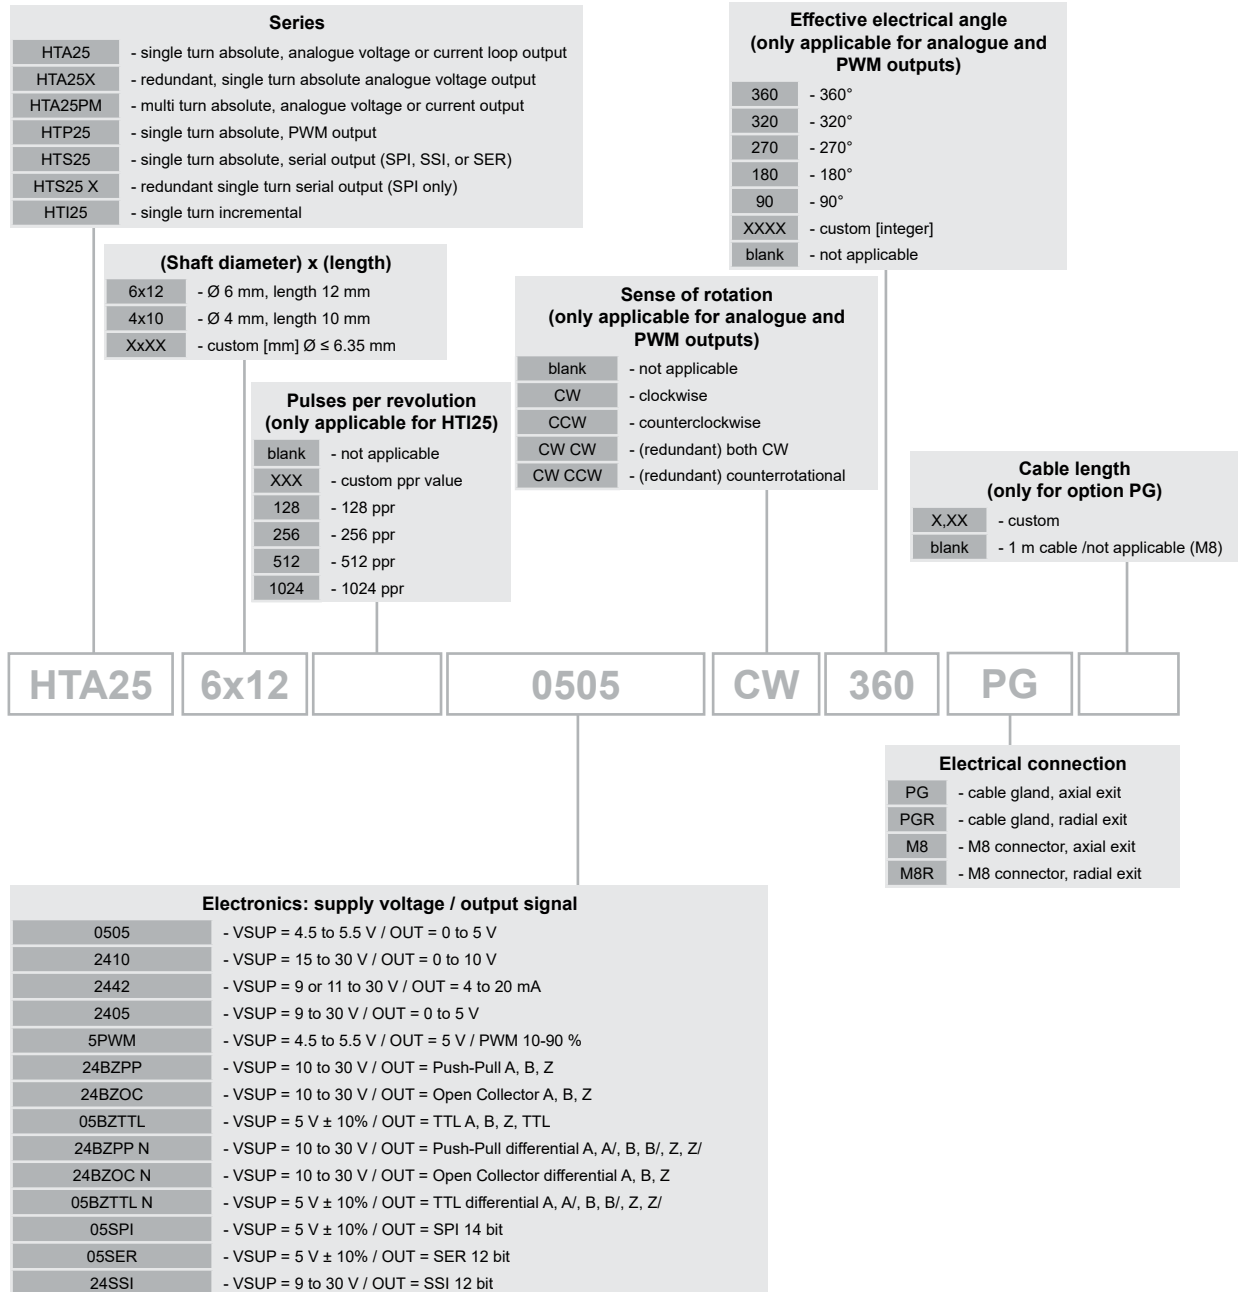 Series
HTA25 - single turn absolute, analogue voltage or current loop output
HTA25X - redundant, single turn absolute analogue voltage output
HTA25PM - multi turn absolute, analogue voltage or current output
HTP25 - single turn absolute, PWM output
HTS25 - single turn absolute, serial output (SPI, SSI, or SER)
HTS25 X - redundant single turn serial output (SPI only)
HTI25 - single turn incremental
Effective electrical angle
(only applicable for analogue and
PWM outputs)
360 - 360°
320 - 320°
270 - 270°
180 - 180°
90 - 90°
XXXX - custom [integer]
blank - not applicable
(Shaft diameter) x (length)
6x12 - Ø 6 mm, length 12 mm
4x10 - Ø 4 mm, length 10 mm
XxXX - custom [mm] Ø ≤ 6.35 mm
Sense of rotation
(only applicable for analogue and
PWM outputs)
blank - not applicable
CW - clockwise
CCW - counterclockwise
CW CW - (redundant) both CW
CW CCW - (redundant) counterrotational
Pulses per revolution
(only applicable for HTI25)
blank - not applicable
XXX - custom ppr value
128 - 128 ppr
256 - 256 ppr
512 - 512 ppr
1024 - 1024 ppr
Cable length
(only for option PG)
X,XX - custom
blank - 1 m cable /not applicable (M8)
HTA25 6x12 0505 CW 360 PG
Electrical connection
PG - cable gland, axial exit
PGR - cable gland, radial exit
M8 - M8 connector, axial exit
M8R - M8 connector, radial exit
Electronics: supply voltage / output signal
0505 - VSUP = 4.5 to 5.5 V / OUT = 0 to 5 V
2410 - VSUP = 15 to 30 V / OUT = 0 to 10 V
2442 - VSUP = 9 or 11 to 30 V / OUT = 4 to 20 mA
2405 - VSUP = 9 to 30 V / OUT = 0 to 5 V
5PWM - VSUP = 4.5 to 5.5 V / OUT = 5 V / PWM 10-90 %
24BZPP - VSUP = 10 to 30 V / OUT = Push-Pull A, B, Z
24BZOC - VSUP = 10 to 30 V / OUT = Open Collector A, B, Z
05BZTTL - VSUP = 5 V ± 10% / OUT = TTL A, B, Z, TTL
24BZPP N - VSUP = 10 to 30 V / OUT = Push-Pull differential A, A/, B, B/, Z, Z/
24BZOC N - VSUP = 10 to 30 V / OUT = Open Collector differential A, B, Z
05BZTTL N - VSUP = 5 V ± 10% / OUT = TTL differential A, A/, B, B/, Z, Z/
05SPI - VSUP = 5 V ± 10% / OUT = SPI 14 bit
05SER - VSUP = 5 V ± 10% / OUT = SER 12 bit
24SSI - VSUP = 9 to 30 V / OUT = SSI 12 bit